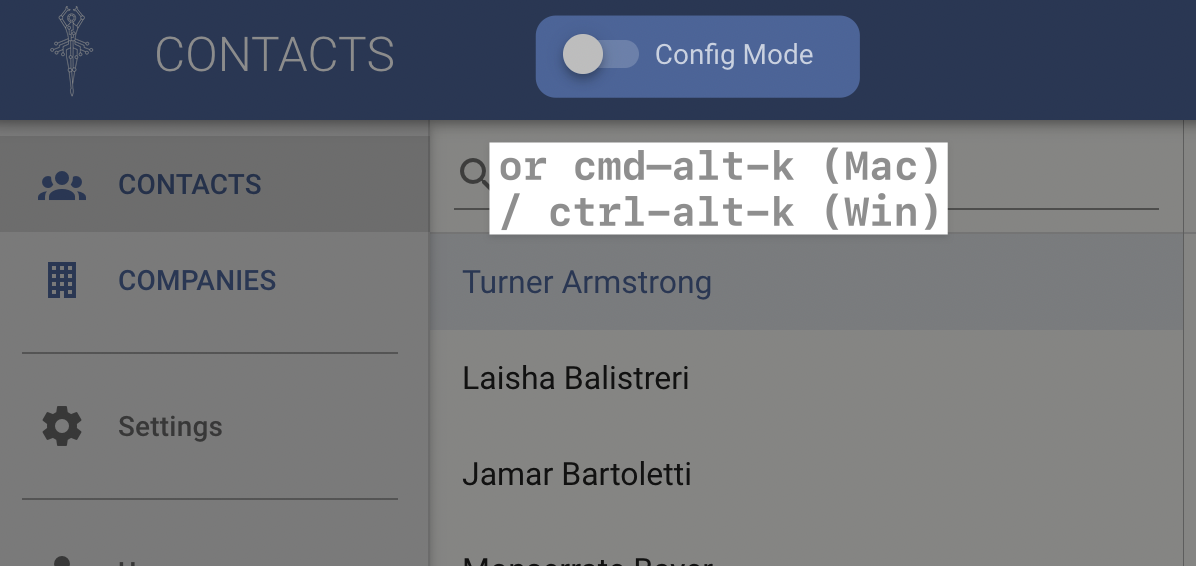 CONTACTS
Config Mode
CONTACTS
COMPANIES
Settings
or cmd-alt-k (Mac)
/ ctrl-alt-k (Win)
Turner Armstrong
Laisha Balistreri
Jamar Bartoletti